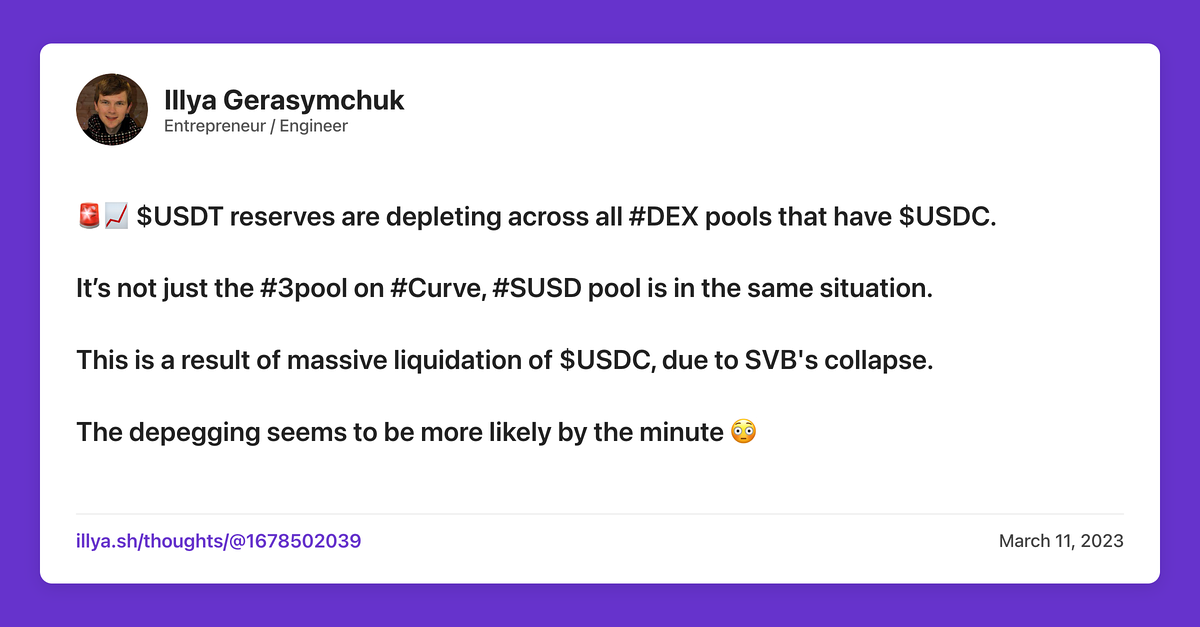 Illya Gerasymchuk
Entrepreneur / Engineer
🚨📈 $USDT reserves are depleting across all #DEX pools that have $USDC.
It’s not just the #3pool on #Curve, #SUSD pool is in the same situation.
This is a result of massive liquidation of $USDC, due to SVB's collapse.
The depegging seems to be more likely by the minute 😳
illya.sh/thoughts/@1678502039
March 11, 2023